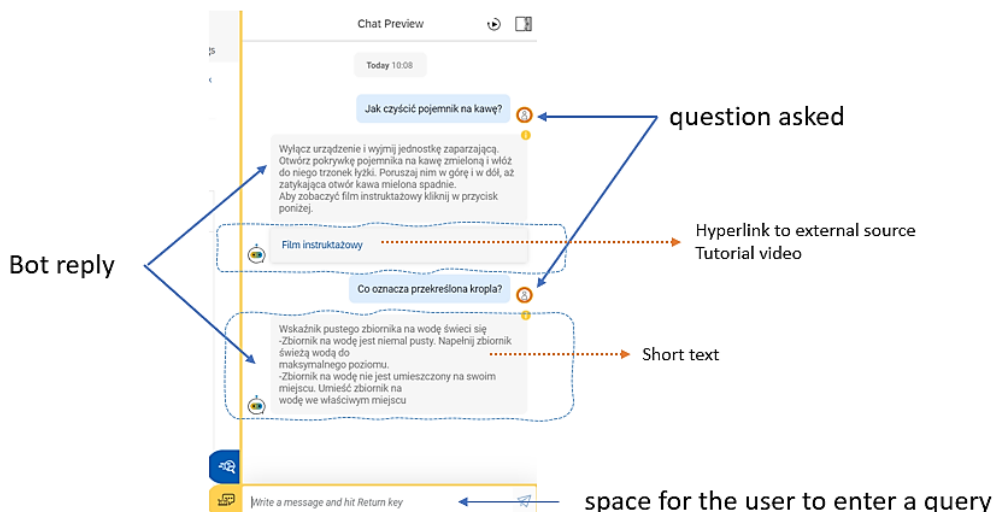 Chat Preview
gs
Today 10:08
Jak czyścić pojemnik na kawę?
question asked
Wyłącz urządzenie i wyjmij jednostkę zaparzającą.
Otwórz pokrywkę pojemnika na kawę zmieloną i włóż
do niego trzonek łyżki. Poruszaj nim w górę i w dół, aż
zatykająca otwór kawa mielona spadnie.
Aby zobaczyć film instruktażowy kliknij w przycisk
poniżej.
Hyperlink to external source
Tutorial video
Film instruktażowy
Bot reply
Co oznacza przekreślona kropla?
Wskaźnik pustego zbiornika na wodę świeci się
-Zbiornik na wodę jest niemal pusty. Napełnij zbiornik
świeżą wodą do
maksymalnego poziomu.
-Zbiornik na wodę nie jest umieszczony na swoim
miejscu. Umieść zbiornik na
wodę we właściwym miejscu
Short text
Write a message and hit Return key
space for the user to enter a query